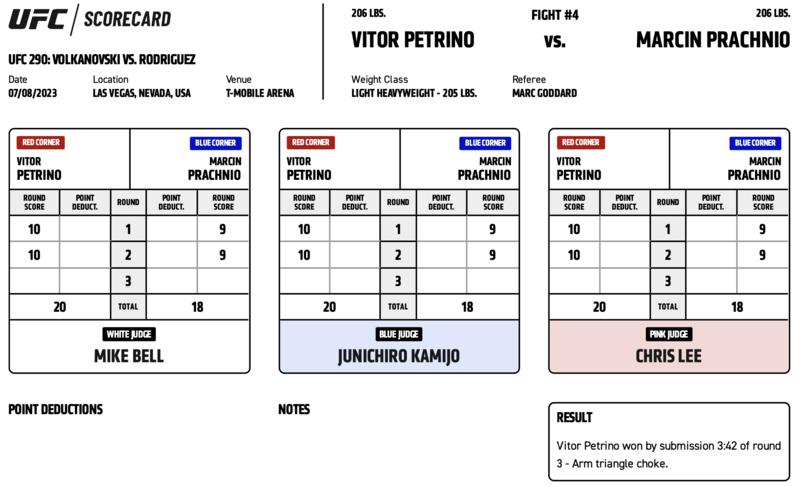 UFC / SCORECARD
UFC 290: VOLKANOVSKI VS. RODRIGUEZ
Date Location Venue
07/08/2023 LAS VEGAS, NEVADA, USA T-MOBILE ARENA
206 LBS. FIGHT #4 206 LBS.
VITOR PETRINO VS. MARCIN PRACHNIO
Weight Class Referee
LIGHT HEAVYWEIGHT - 205 LBS. MARC GODDARD
RED CORNER BLUE CORNER
VITOR MARCIN
PETRINO PRACHNIO
ROUND POINT ROUND POINT ROUND
SCORE DEDUCT. DEDUCT. SCORE
10 1 9
10 2 9
3
20 TOTAL 18
WHITE JUDGE
MIKE BELL
RED CORNER BLUE CORNER
VITOR MARCIN
PETRINO PRACHNIO
ROUND POINT ROUND POINT ROUND
SCORE DEDUCT. DEDUCT. SCORE
10 1 9
10 2 9
3
20 TOTAL 18
BLUE JUDGE
JUNICHIRO KAMIJO
RED CORNER BLUE CORNER
VITOR MARCIN
PETRINO PRACHNIO
ROUND POINT ROUND POINT ROUND
SCORE DEDUCT. DEDUCT. SCORE
10 1 9
10 2 9
3
20 TOTAL 18
PINK JUDGE
CHRIS LEE
POINT DEDUCTIONS
NOTES
RESULT
Vitor Petrino won by submission 3:42 of round
3 - Arm triangle choke.